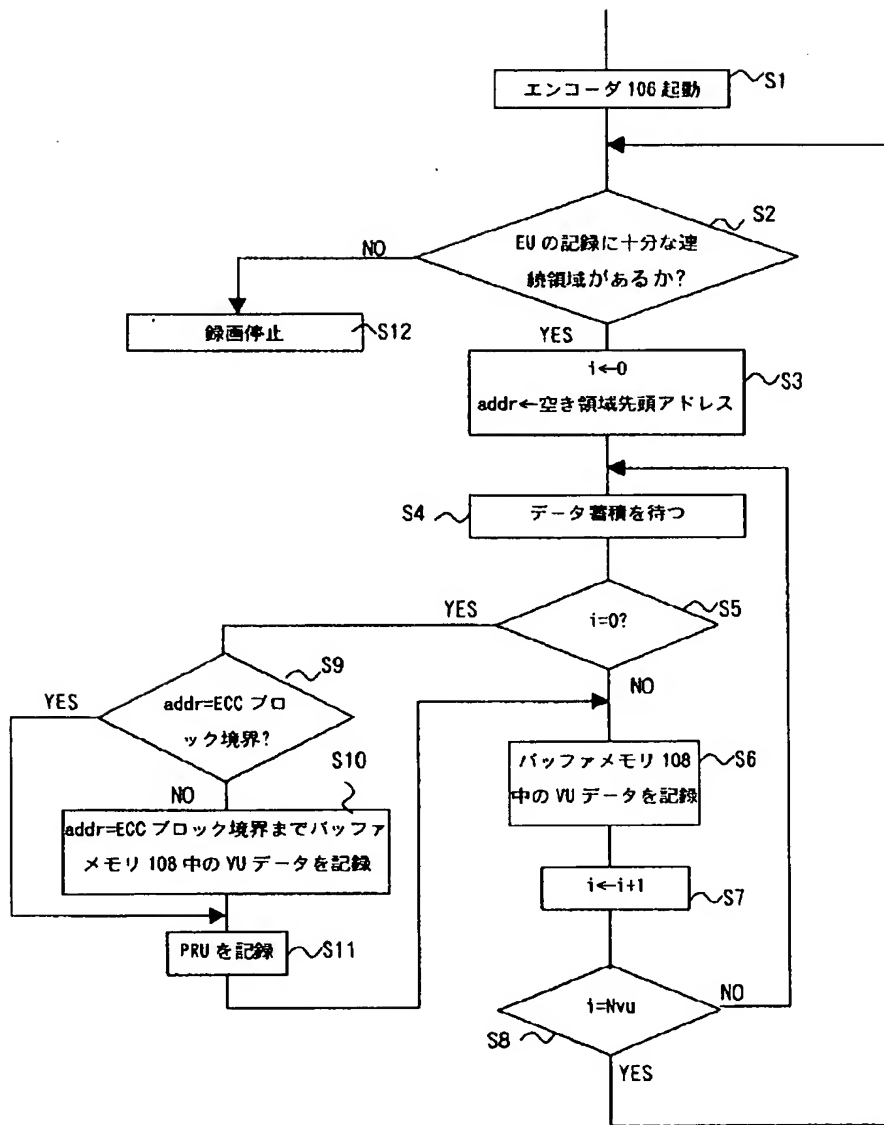 エンコーダ 106 起動
S1
S2
EU の記録に十分な連
続領域があるか?
NO
録画停止
S12
YES
i←0
addr←空き領域先頭アドレス
S3
S4
データ蓄積を待つ
YES
i=0?
S5
NO
S9
YES
addr=ECC ブロ
ック境界?
S10
NO
addr=ECC ブロック境界までバッファ
メモリ 108 中の VU データを記録
バッファメモリ 108
中の VU データを記録
S6
i←i+1
S7
PRU を記録
S11
i=Nvu
NO
S8
YES